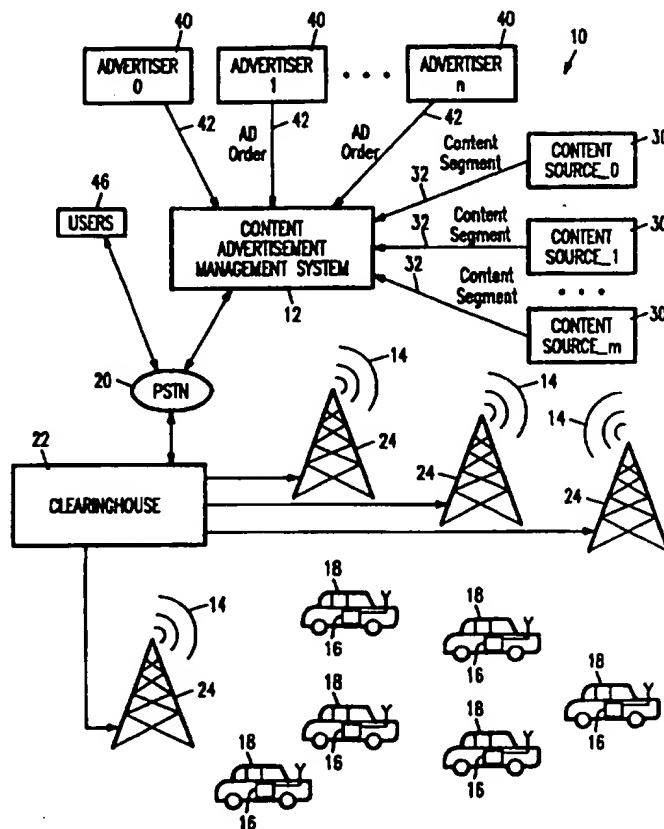 40
40
40
10
ADVERTISER
0
ADVERTISER
1
• • •
ADVERTISER
n
42
42
AD
Order
AD
Order
42
Content
Segment
32
30
CONTENT
SOURCE_0
46
USERS
CONTENT
ADVERTISEMENT
MANAGEMENT SYSTEM
12
Content
Segment
32
30
CONTENT
SOURCE_1
• • •
Content
Segment
32
30
CONTENT
SOURCE_m
20
PSTN
14
24
14
24
14
24
22
CLEARINGHOUSE
14
24
18
16
18
16
18
16
18
16
18
16
18
16